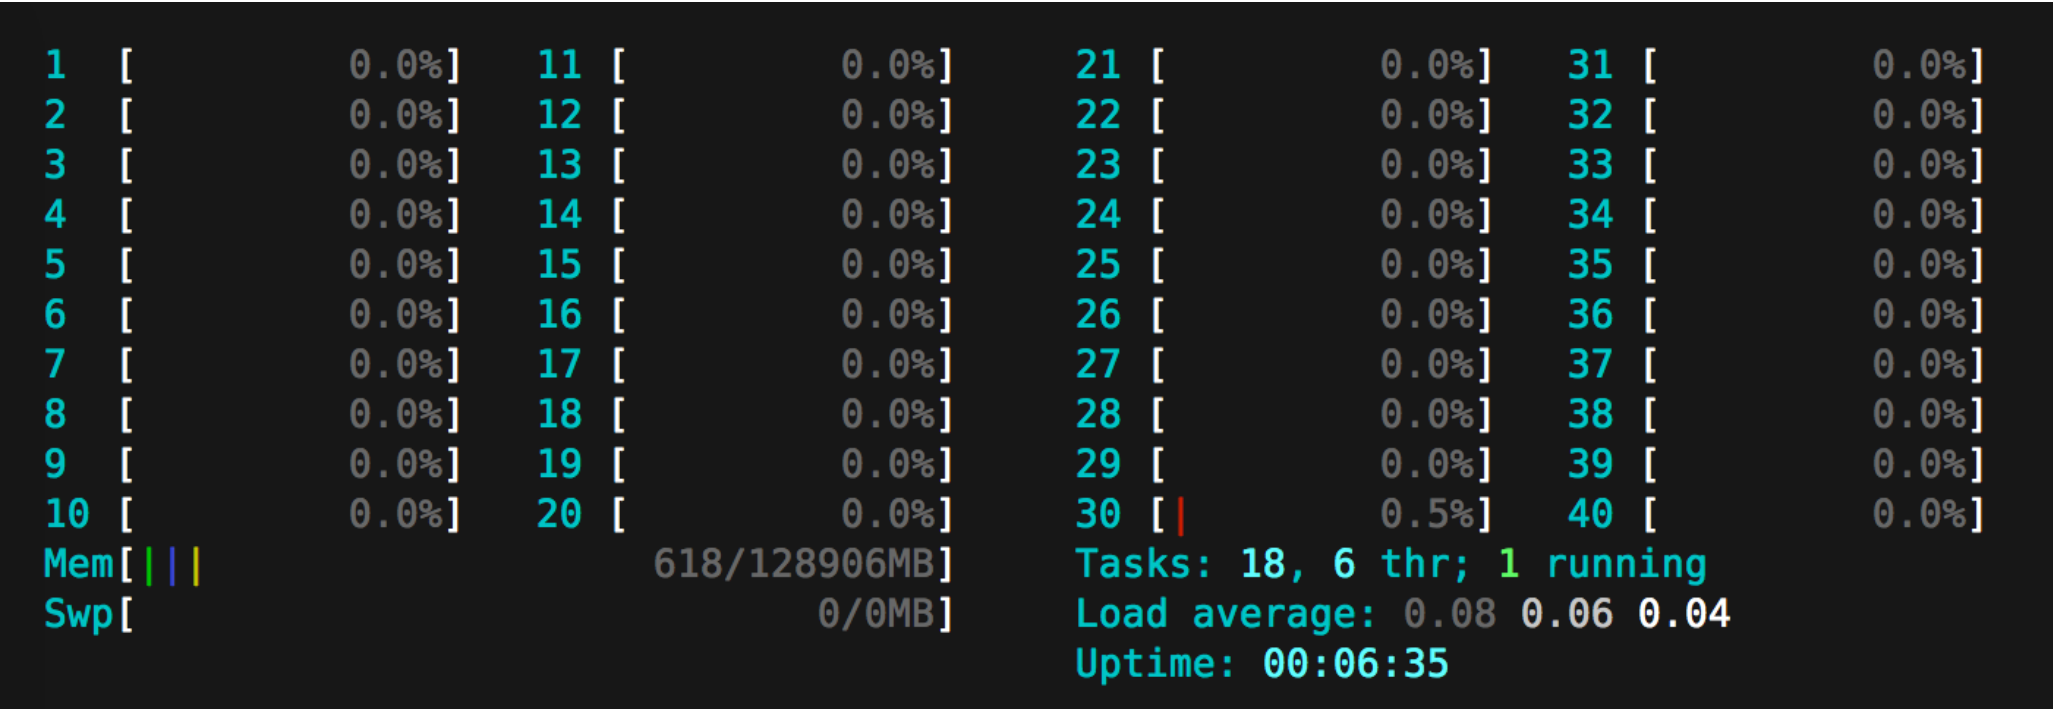 1 [ 0.0%] 11 [ 0.0%] 21 [ 0.0%] 31 [ 0.0%]
2 [ 0.0%] 12 [ 0.0%] 22 [ 0.0%] 32 [ 0.0%]
3 [ 0.0%] 13 [ 0.0%] 23 [ 0.0%] 33 [ 0.0%]
4 [ 0.0%] 14 [ 0.0%] 24 [ 0.0%] 34 [ 0.0%]
5 [ 0.0%] 15 [ 0.0%] 25 [ 0.0%] 35 [ 0.0%]
6 [ 0.0%] 16 [ 0.0%] 26 [ 0.0%] 36 [ 0.0%]
7 [ 0.0%] 17 [ 0.0%] 27 [ 0.0%] 37 [ 0.0%]
8 [ 0.0%] 18 [ 0.0%] 28 [ 0.0%] 38 [ 0.0%]
9 [ 0.0%] 19 [ 0.0%] 29 [ 0.0%] 39 [ 0.0%]
10 [ 0.0%] 20 [ 0.0%] 30 [| 0.5%] 40 [ 0.0%]
Mem[||| 618/128906MB] Tasks: 18, 6 thr; 1 running
Swp[ 0/0MB] Load average: 0.08 0.06 0.04
Uptime: 00:06:35